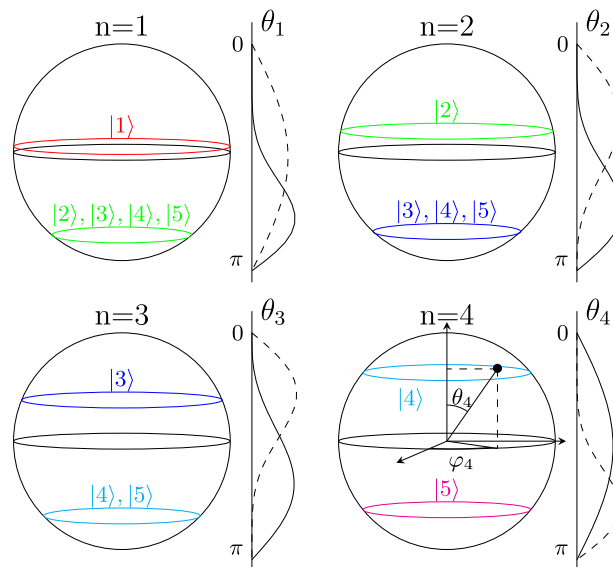 n=1
θ₁
0
|1⟩
|2⟩, |3⟩, |4⟩, |5⟩
π
n=2
θ₂
0
|2⟩
|3⟩, |4⟩, |5⟩
π
n=3
θ₃
0
|3⟩
|4⟩, |5⟩
π
n=4
θ₄
0
|4⟩
θ₄
φ₄
|5⟩
π